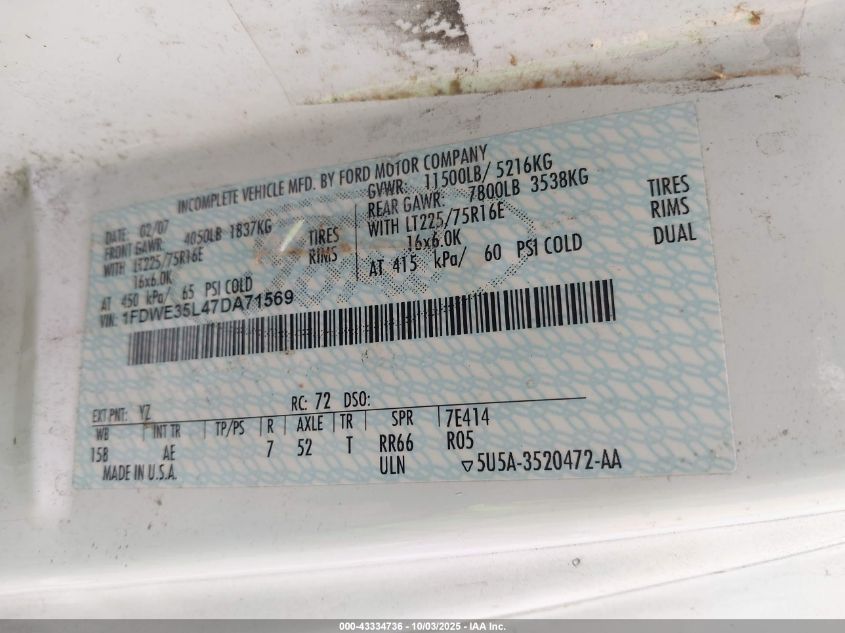 INCOMPLETE VEHICLE MFD. BY FORD MOTOR COMPANY
DATE: 02/07 GVWR: 11500LB/ 5216KG
FRONT GAWR: 4050LB 1837KG REAR GAWR: 7800LB 3538KG
WITH LT225/75R16E TIRES WITH LT225/75R16E TIRES
16x6.0K RIMS 16x6.0K RIMS
AT 450 kPa/ 65 PSI COLD AT 415 kPa/ 60 PSI COLD DUAL
VIN: 1FDWE35L47DA71569
EXT PNT: YZ RC: 72 DSO:
WB INT TR TP/PS R AXLE TR SPR 7E414
158 AE 7 52 T RR66 R05
MADE IN U.S.A. ULN ▽5U5A-3520472-AA
000-43334736 - 10/03/2025 - IAA Inc.